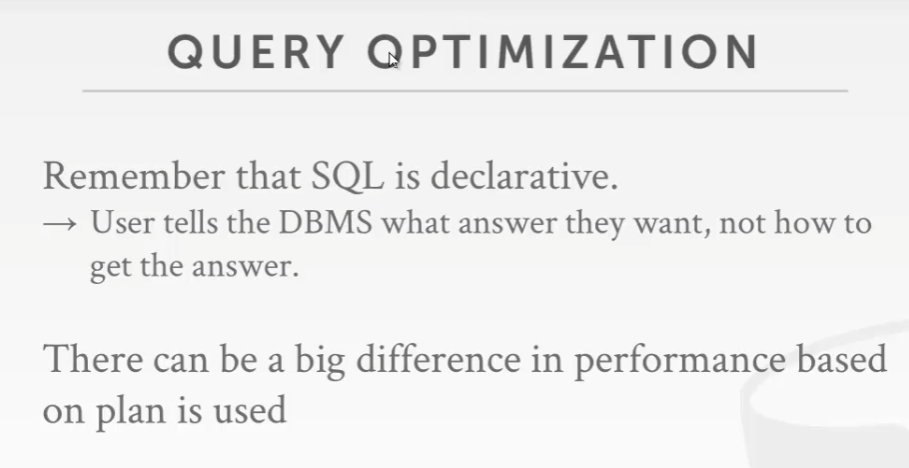 QUERY OPTIMIZATION
Remember that SQL is declarative.
→ User tells the DBMS what answer they want, not how to
get the answer.
There can be a big difference in performance based
on plan is used